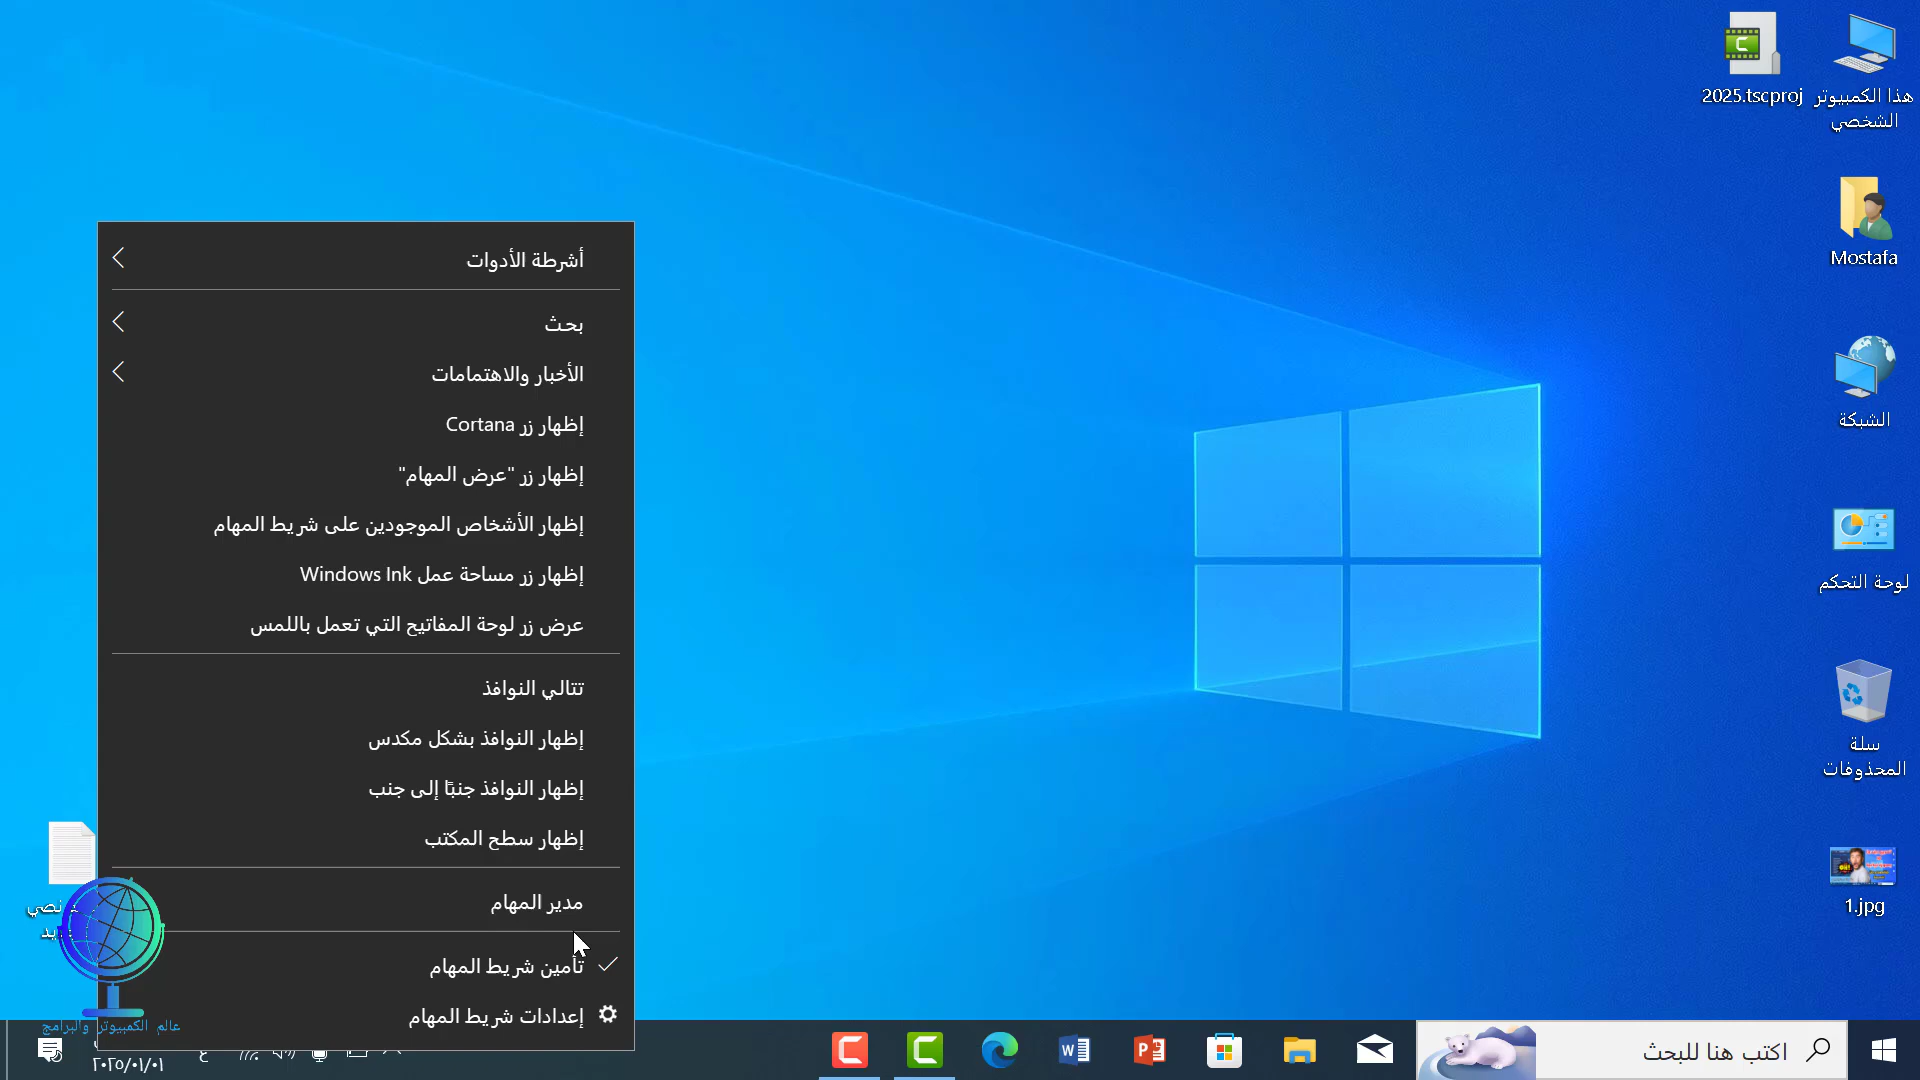 هذا الكمبيوتر
الشخصي
2025.tscproj
Mostafa
الشبكة
لوحة التحكم
سلة
المحذوفات
1.jpg
أشرطة الأدوات
بحث
الأخبار والاهتمامات
إظهار زر Cortana
إظهار زر "عرض المهام"
إظهار الأشخاص الموجودين على شريط المهام
إظهار زر مساحة عمل Windows Ink
عرض زر لوحة المفاتيح التي تعمل باللمس
تتالي النوافذ
إظهار النوافذ بشكل مكدس
إظهار النوافذ جنبًا إلى جنب
إظهار سطح المكتب
مدير المهام
تأمين شريط المهام
إعدادات شريط المهام
نصي
عالم الكمبيوتر والبرامج
اكتب هنا للبحث
ع
٢٠٢٥/٠١/٠١